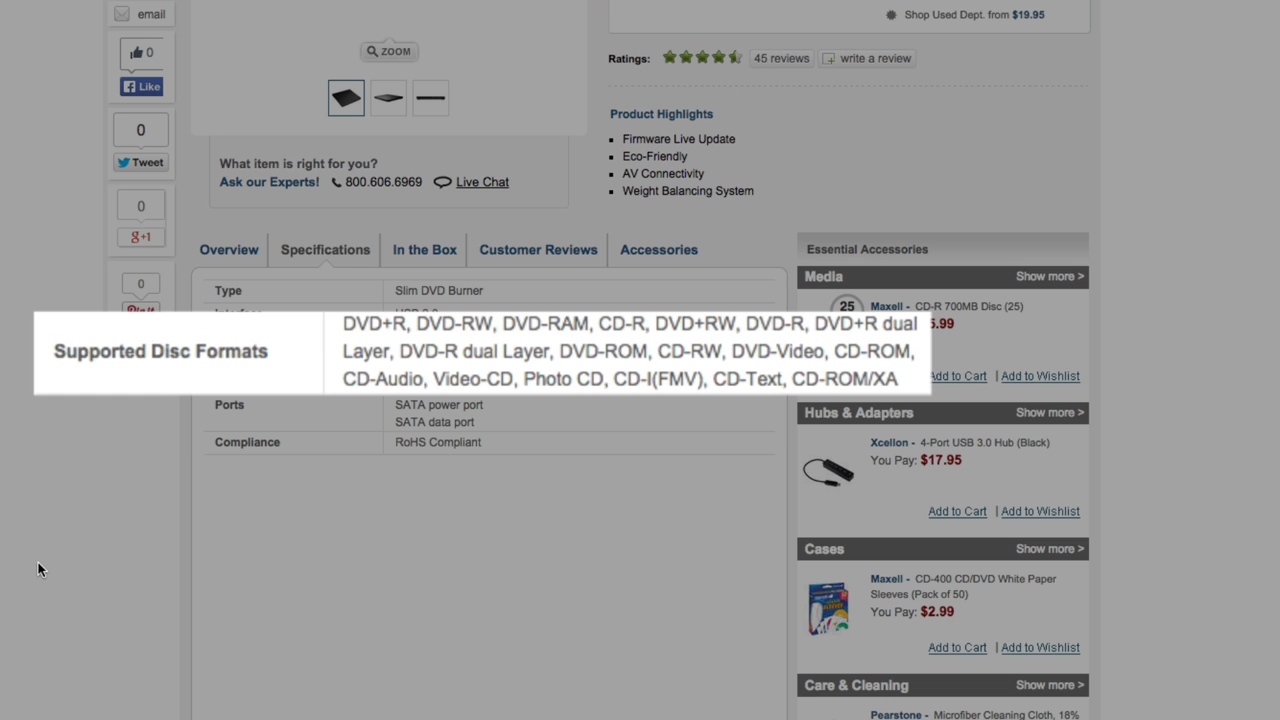 email
0
Like
0
Tweet
0
g+1
0
ZOOM
What item is right for you?
Ask our Experts! 800.606.6969 Live Chat
Shop Used Dept. from $19.95
Ratings: 45 reviews write a review
Product Highlights
Firmware Live Update
Eco-Friendly
AV Connectivity
Weight Balancing System
Overview Specifications In the Box Customer Reviews Accessories
Type Slim DVD Burner
Supported Disc Formats
DVD+R, DVD-RW, DVD-RAM, CD-R, DVD+RW, DVD-R, DVD+R dual
Layer, DVD-R dual Layer, DVD-ROM, CD-RW, DVD-Video, CD-ROM,
CD-Audio, Video-CD, Photo CD, CD-I(FMV), CD-Text, CD-ROM/XA
Ports SATA power port
SATA data port
Compliance RoHS Compliant
Essential Accessories
Media Show more >
25
Maxell - CD-R 700MB Disc (25)
Add to Cart | Add to Wishlist
Hubs & Adapters Show more >
Xcellon - 4-Port USB 3.0 Hub (Black)
You Pay: $17.95
Add to Cart | Add to Wishlist
Cases Show more >
Maxell - CD-400 CD/DVD White Paper
Sleeves (Pack of 50)
You Pay: $2.99
Add to Cart | Add to Wishlist
Care & Cleaning Show more >
Pearstone - Microfiber Cleaning Cloth, 18%